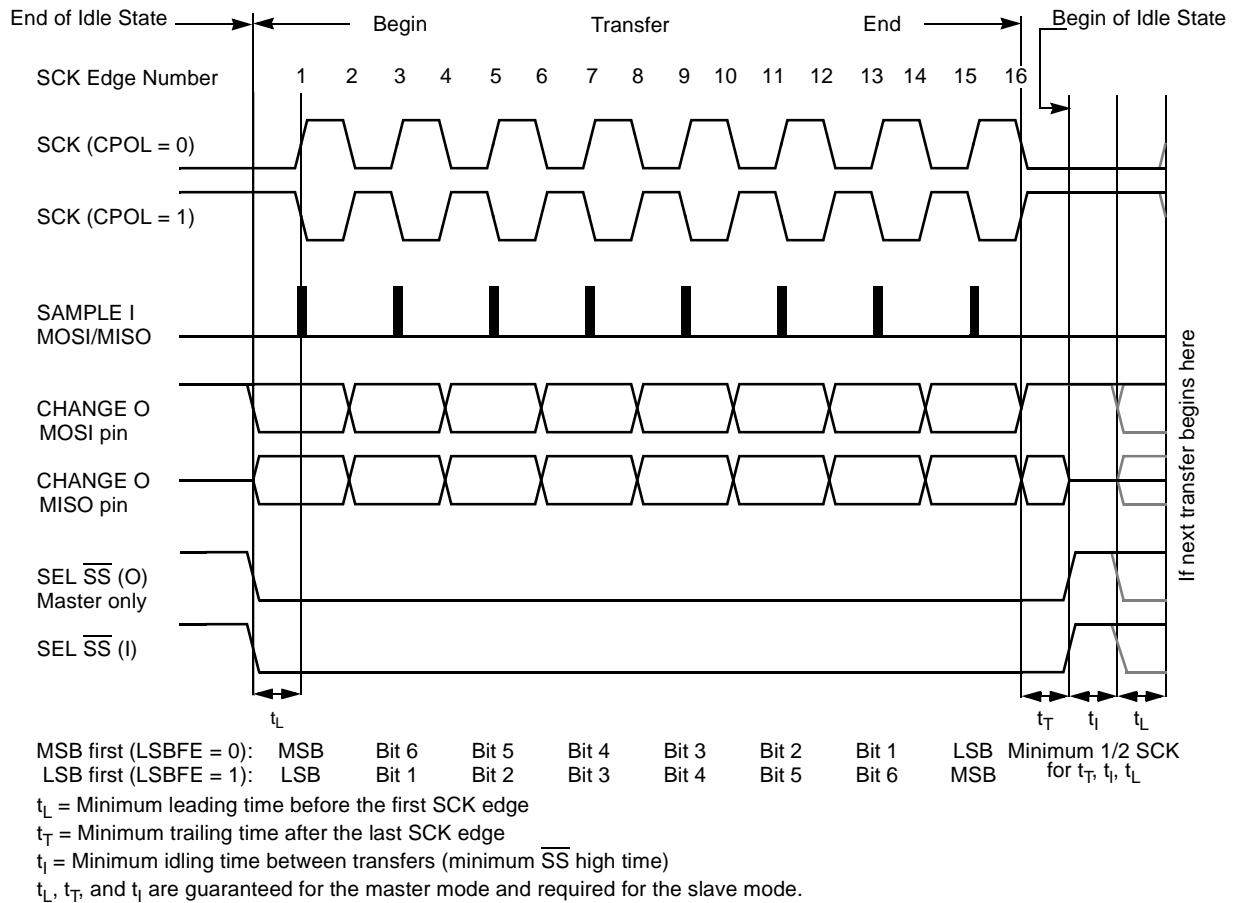 End of Idle State Begin Transfer End Begin of Idle State
SCK Edge Number 1 2 3 4 5 6 7 8 9 10 11 12 13 14 15 16
SCK (CPOL = 0)
SCK (CPOL = 1)
SAMPLE I
MOSI/MISO
CHANGE O
MOSI pin
CHANGE O
MISO pin
SEL SS (O)
Master only
SEL SS (I)
If next transfer begins here
tL tT tI tL
MSB first (LSBFE = 0): MSB Bit 6 Bit 5 Bit 4 Bit 3 Bit 2 Bit 1 LSB Minimum 1/2 SCK
LSB first (LSBFE = 1): LSB Bit 1 Bit 2 Bit 3 Bit 4 Bit 5 Bit 6 MSB for tT, tI, tL
tL = Minimum leading time before the first SCK edge
tT = Minimum trailing time after the last SCK edge
tI = Minimum idling time between transfers (minimum SS high time)
tL, tT, and tI are guaranteed for the master mode and required for the slave mode.